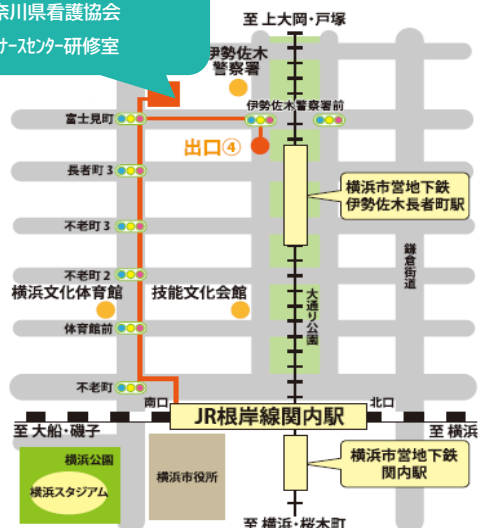 奈川県看護協会
ナースセンター研修室
至 上大岡・戸塚
伊勢佐木
警察署
富士見町
伊勢佐木警察署前
出口④
長者町 3
横浜市営地下鉄
伊勢佐木長者町駅
不老町 3
鎌倉街道
不老町 2
横浜文化体育館
技能文化会館
大通り公園
体育館前
不老町
南口
北口
JR根岸線関内駅
至 大船・磯子
至 横浜
横浜公園
横浜スタジアム
横浜市役所
横浜市営地下鉄
関内駅
至 横浜・桜木町